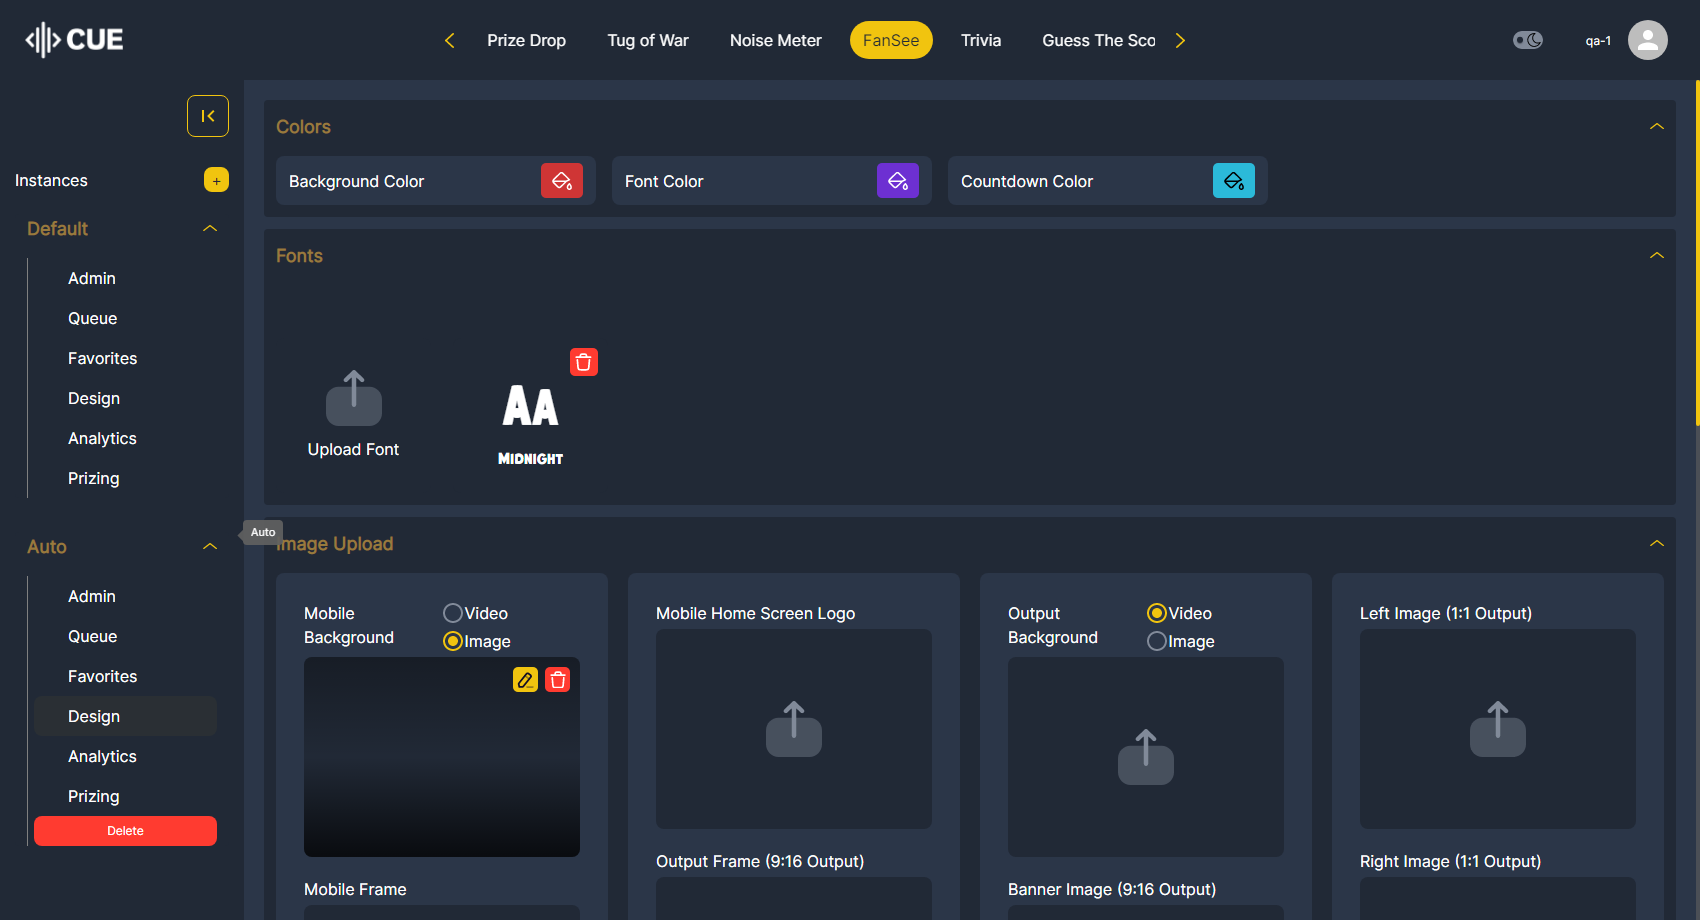 CUE
Prize Drop
Tug of War
Noise Meter
FanSee
Trivia
Guess The Sco
qa-1
Instances
+
Default
Admin
Queue
Favorites
Design
Analytics
Prizing
Auto
Admin
Queue
Favorites
Design
Analytics
Prizing
Delete
Auto
Colors
Background Color
Font Color
Countdown Color
Fonts
Upload Font
AA
MIDNIGHT
Image Upload
Mobile
Background
Video
Image
Mobile Frame
Mobile Home Screen Logo
Output Frame (9:16 Output)
Output
Background
Video
Image
Banner Image (9:16 Output)
Left Image (1:1 Output)
Right Image (1:1 Output)